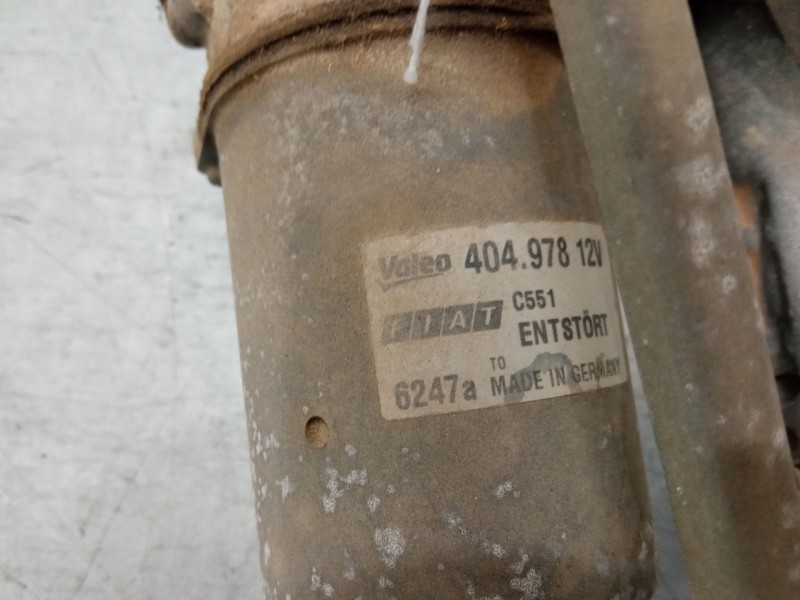 Valeo 404.978 12V
FIAT C551
ENTSTÖRT
TO
6247a MADE IN GERMANY